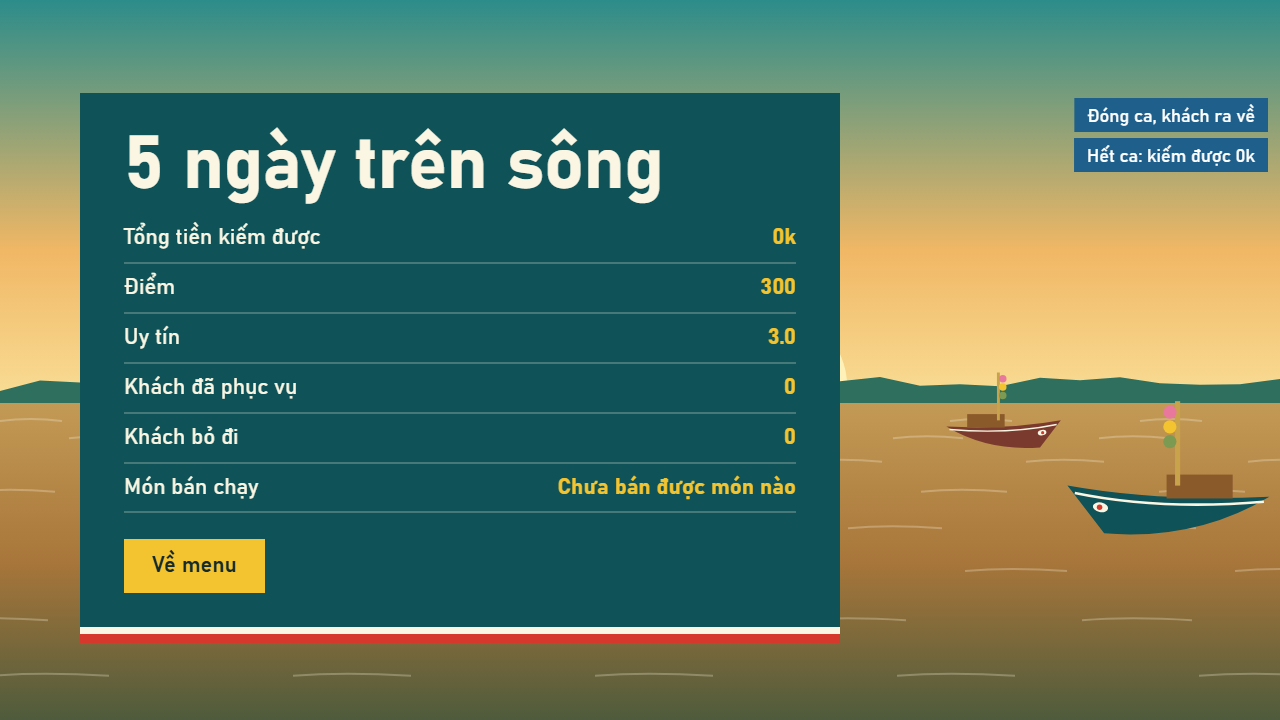 5 ngày trên sông
Tổng tiền kiếm được 0k
Điểm 300
Uy tín 3.0
Khách đã phục vụ 0
Khách bỏ đi 0
Món bán chạy Chưa bán được món nào
Về menu
Đóng ca, khách ra về
Hết ca: kiếm được 0k